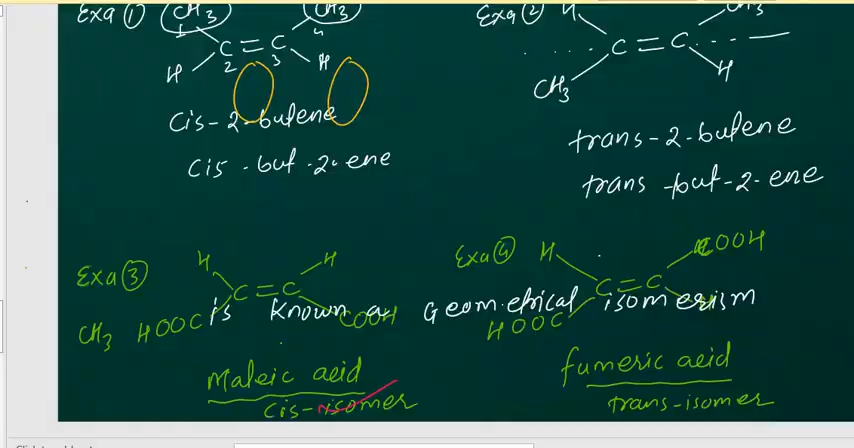 Exa ① CH3 CH3 Exa ② H CH3
1 4
C = C C = C
H 2 3 H H
CH3
cis-2-butene
trans-2-butene
cis-but-2-ene
trans-but-2-ene
Exa ③ H H
Exa ④ H COOH
C = C C = C
is known a Geometrical isomerism
CH3 HOOC COOH HOOC
Maleic acid
fumeric acid
cis-isomer
trans-isomer